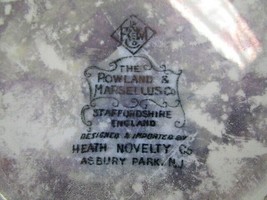 R & M
THE
ROWLAND &
MARSELLUS Co
STAFFORDSHIRE
ENGLAND
DESIGNED & IMPORTED BY
HEATH NOVELTY Co
ASBURY PARK, N.J.